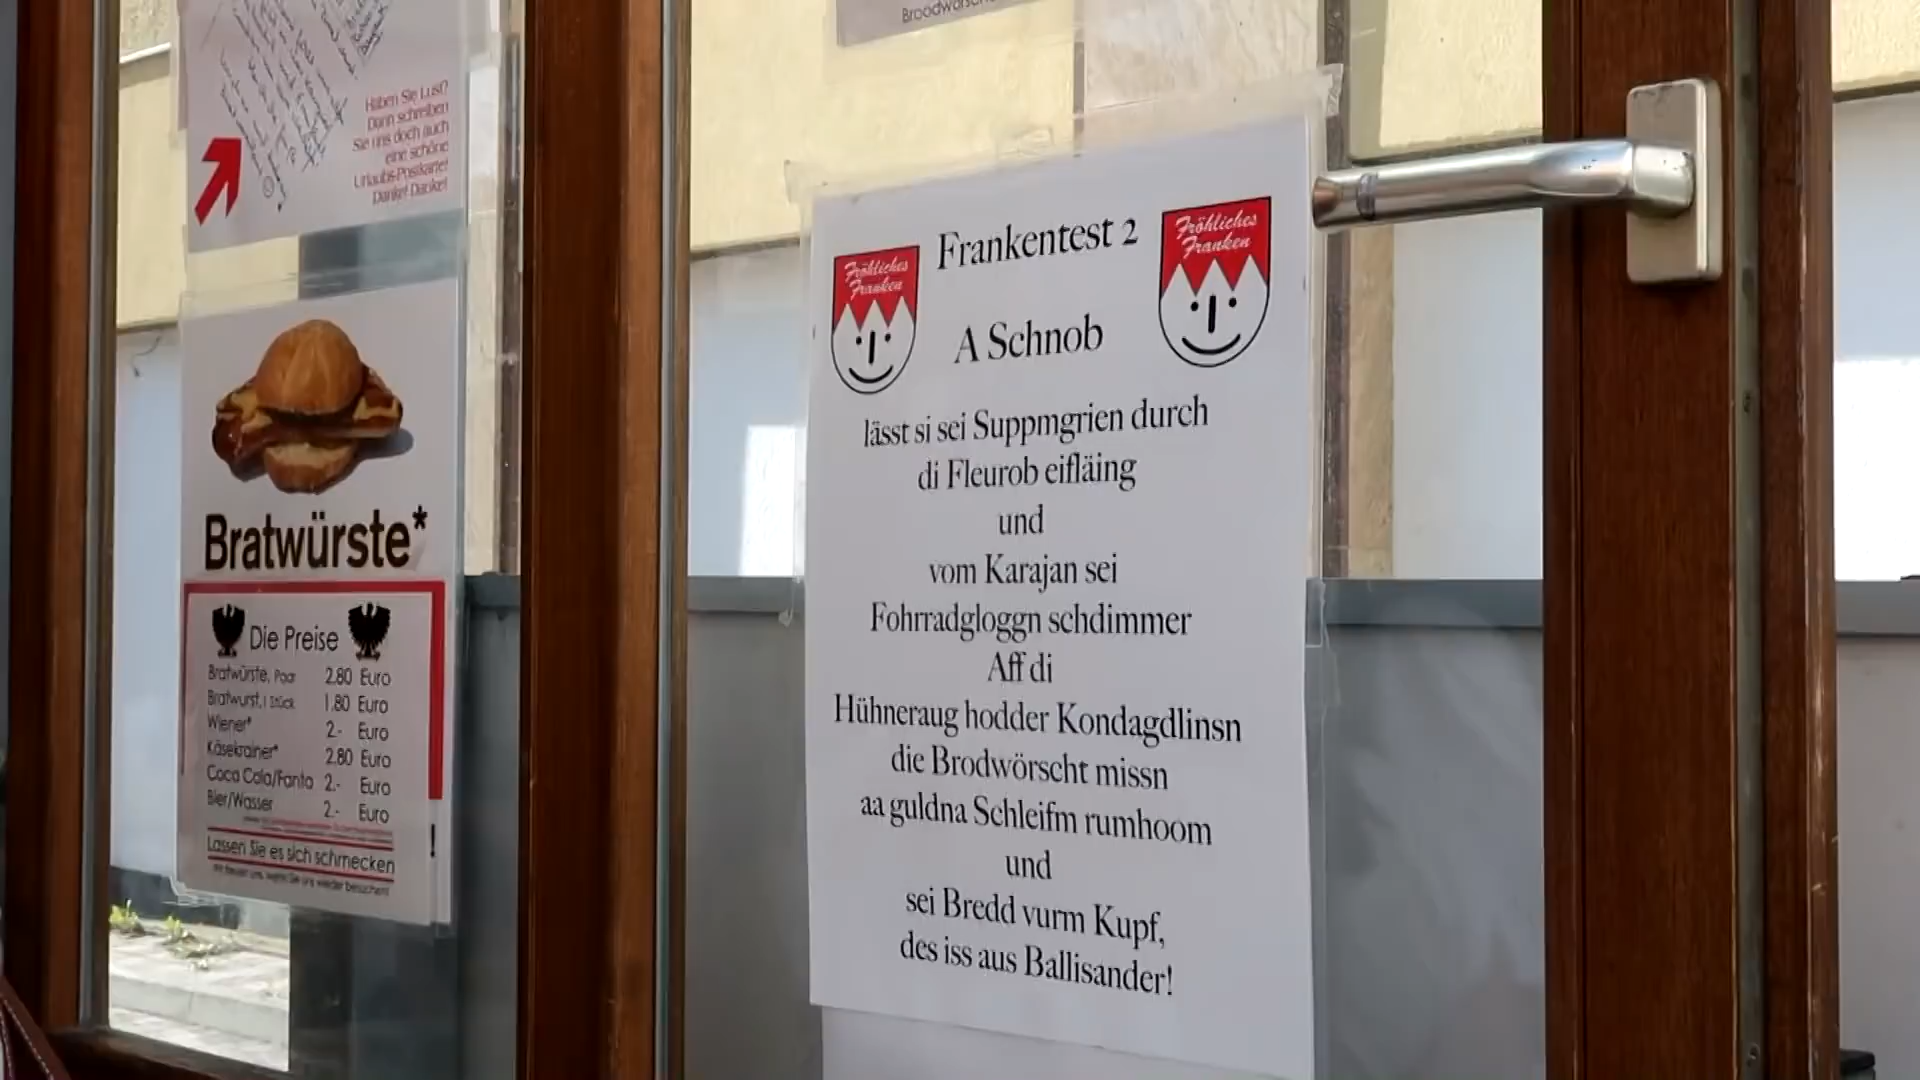 Haben Sie Lust?
Dann schreiben
Sie uns doch auch
eine schöne
Urlaubs-Postkarte!
Danke! Danke!
Bratwürste*
Die Preise
Bratwürste, Paar 2.80 Euro
Bratwurst, 1 Stück 1.80 Euro
Wiener* 2.- Euro
Käsekrainer* 2.80 Euro
Coca Cola/Fanta 2.- Euro
Bier/Wasser 2.- Euro
Lassen Sie es sich schmecken
!
Frankentest 2
Fröhliches
Franken
Fröhliches
Franken
A Schnob
lässt si sei Suppmgrien durch
di Fleurob eifläing
und
vom Karajan sei
Fohrradgloggn schdimmer
Aff di
Hühneraug hodder Kondagdlinsn
die Brodwörscht missn
aa guldna Schleifm rumhoom
und
sei Bredd vurm Kupf,
des iss aus Ballisander!